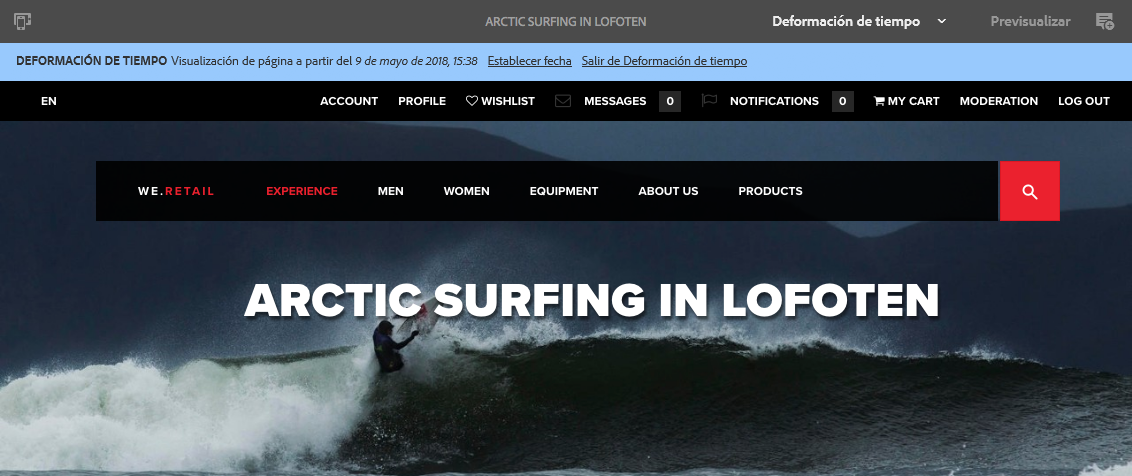 ARCTIC SURFING IN LOFOTEN Deformación de tiempo Previsualizar
DEFORMACIÓN DE TIEMPO Visualización de página a partir del 9 de mayo de 2018, 15:38 Establecer fecha Salir de Deformación de tiempo
EN ACCOUNT PROFILE WISHLIST MESSAGES 0 NOTIFICATIONS 0 MY CART MODERATION LOG OUT
WE.RETAIL EXPERIENCE MEN WOMEN EQUIPMENT ABOUT US PRODUCTS
ARCTIC SURFING IN LOFOTEN